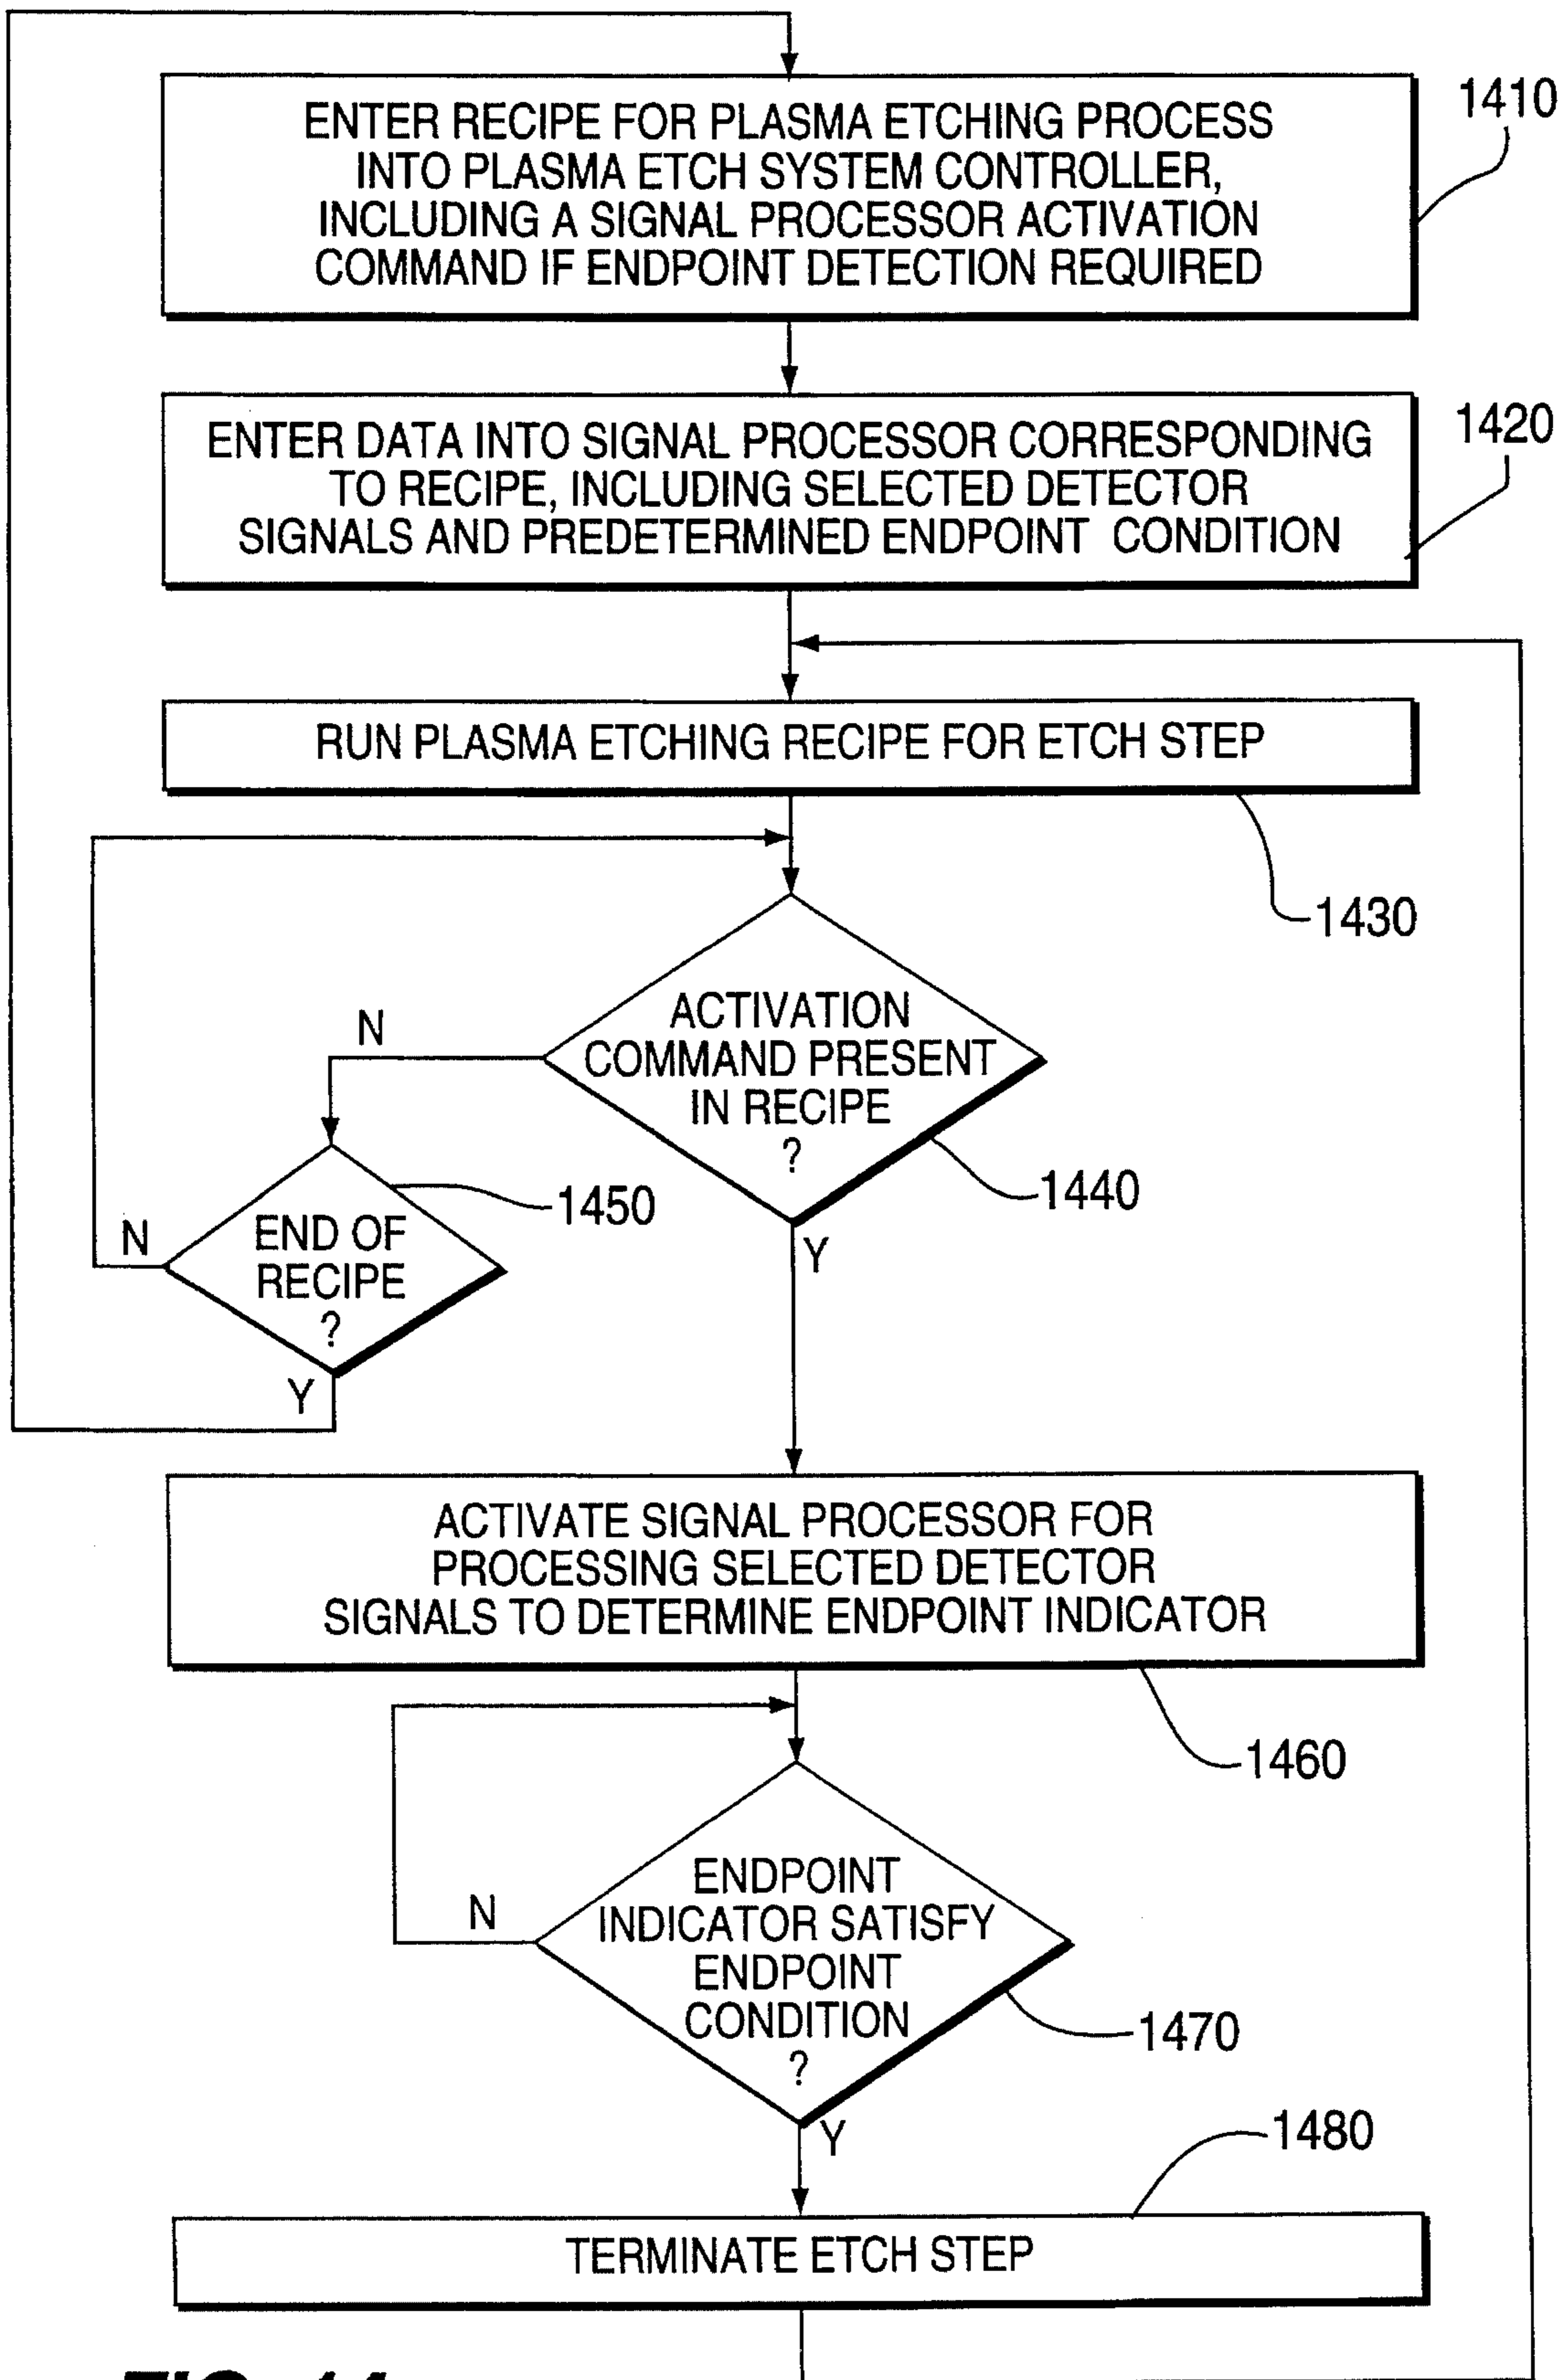 ENTER RECIPE FOR PLASMA ETCHING PROCESS
INTO PLASMA ETCH SYSTEM CONTROLLER,
INCLUDING A SIGNAL PROCESSOR ACTIVATION
COMMAND IF ENDPOINT DETECTION REQUIRED
1410
ENTER DATA INTO SIGNAL PROCESSOR CORRESPONDING
TO RECIPE, INCLUDING SELECTED DETECTOR
SIGNALS AND PREDETERMINED ENDPOINT CONDITION
1420
RUN PLASMA ETCHING RECIPE FOR ETCH STEP
1430
ACTIVATION
COMMAND PRESENT
IN RECIPE
?
1440
N
Y
END OF
RECIPE
?
1450
N
Y
ACTIVATE SIGNAL PROCESSOR FOR
PROCESSING SELECTED DETECTOR
SIGNALS TO DETERMINE ENDPOINT INDICATOR
1460
ENDPOINT
INDICATOR SATISFY
ENDPOINT
CONDITION
?
1470
N
Y
1480
TERMINATE ETCH STEP